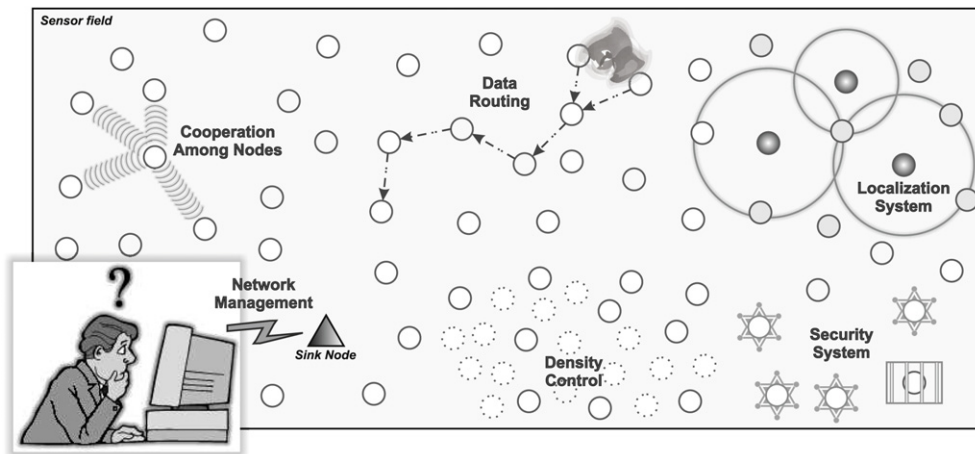 Sensor field
Data
Routing
Cooperation
Among Nodes
Localization
System
?
Network
Management
Sink Node
Density
Control
Security
System